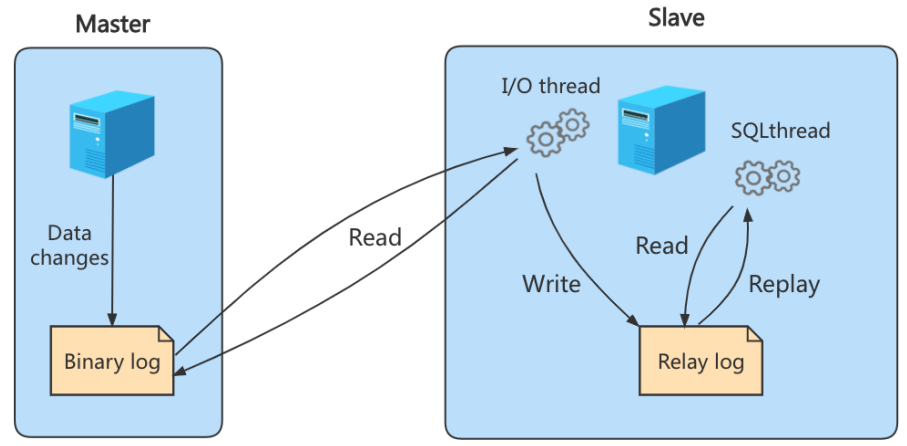 Master
Slave
I/O thread
SQLthread
Data
changes
Read
Read
Write
Replay
Binary log
Relay log